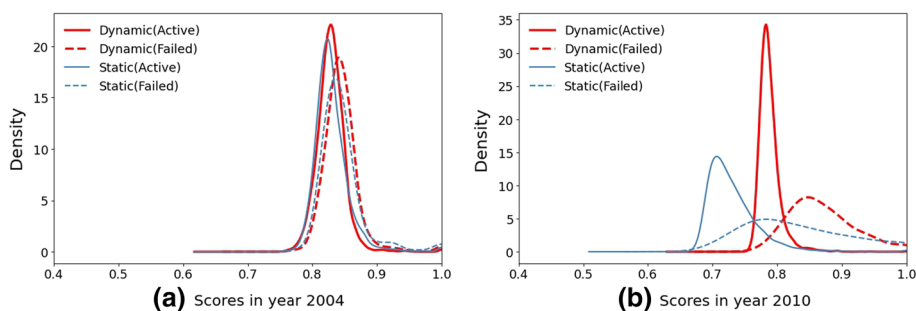 Dynamic(Active)
Dynamic(Failed)
Static(Active)
Static(Failed)
20
15
10
5
0
Density
0.4 0.5 0.6 0.7 0.8 0.9 1.0
(a) Scores in year 2004
Dynamic(Active)
Dynamic(Failed)
Static(Active)
Static(Failed)
35
30
25
20
15
10
5
0
Density
0.4 0.5 0.6 0.7 0.8 0.9 1.0
(b) Scores in year 2010